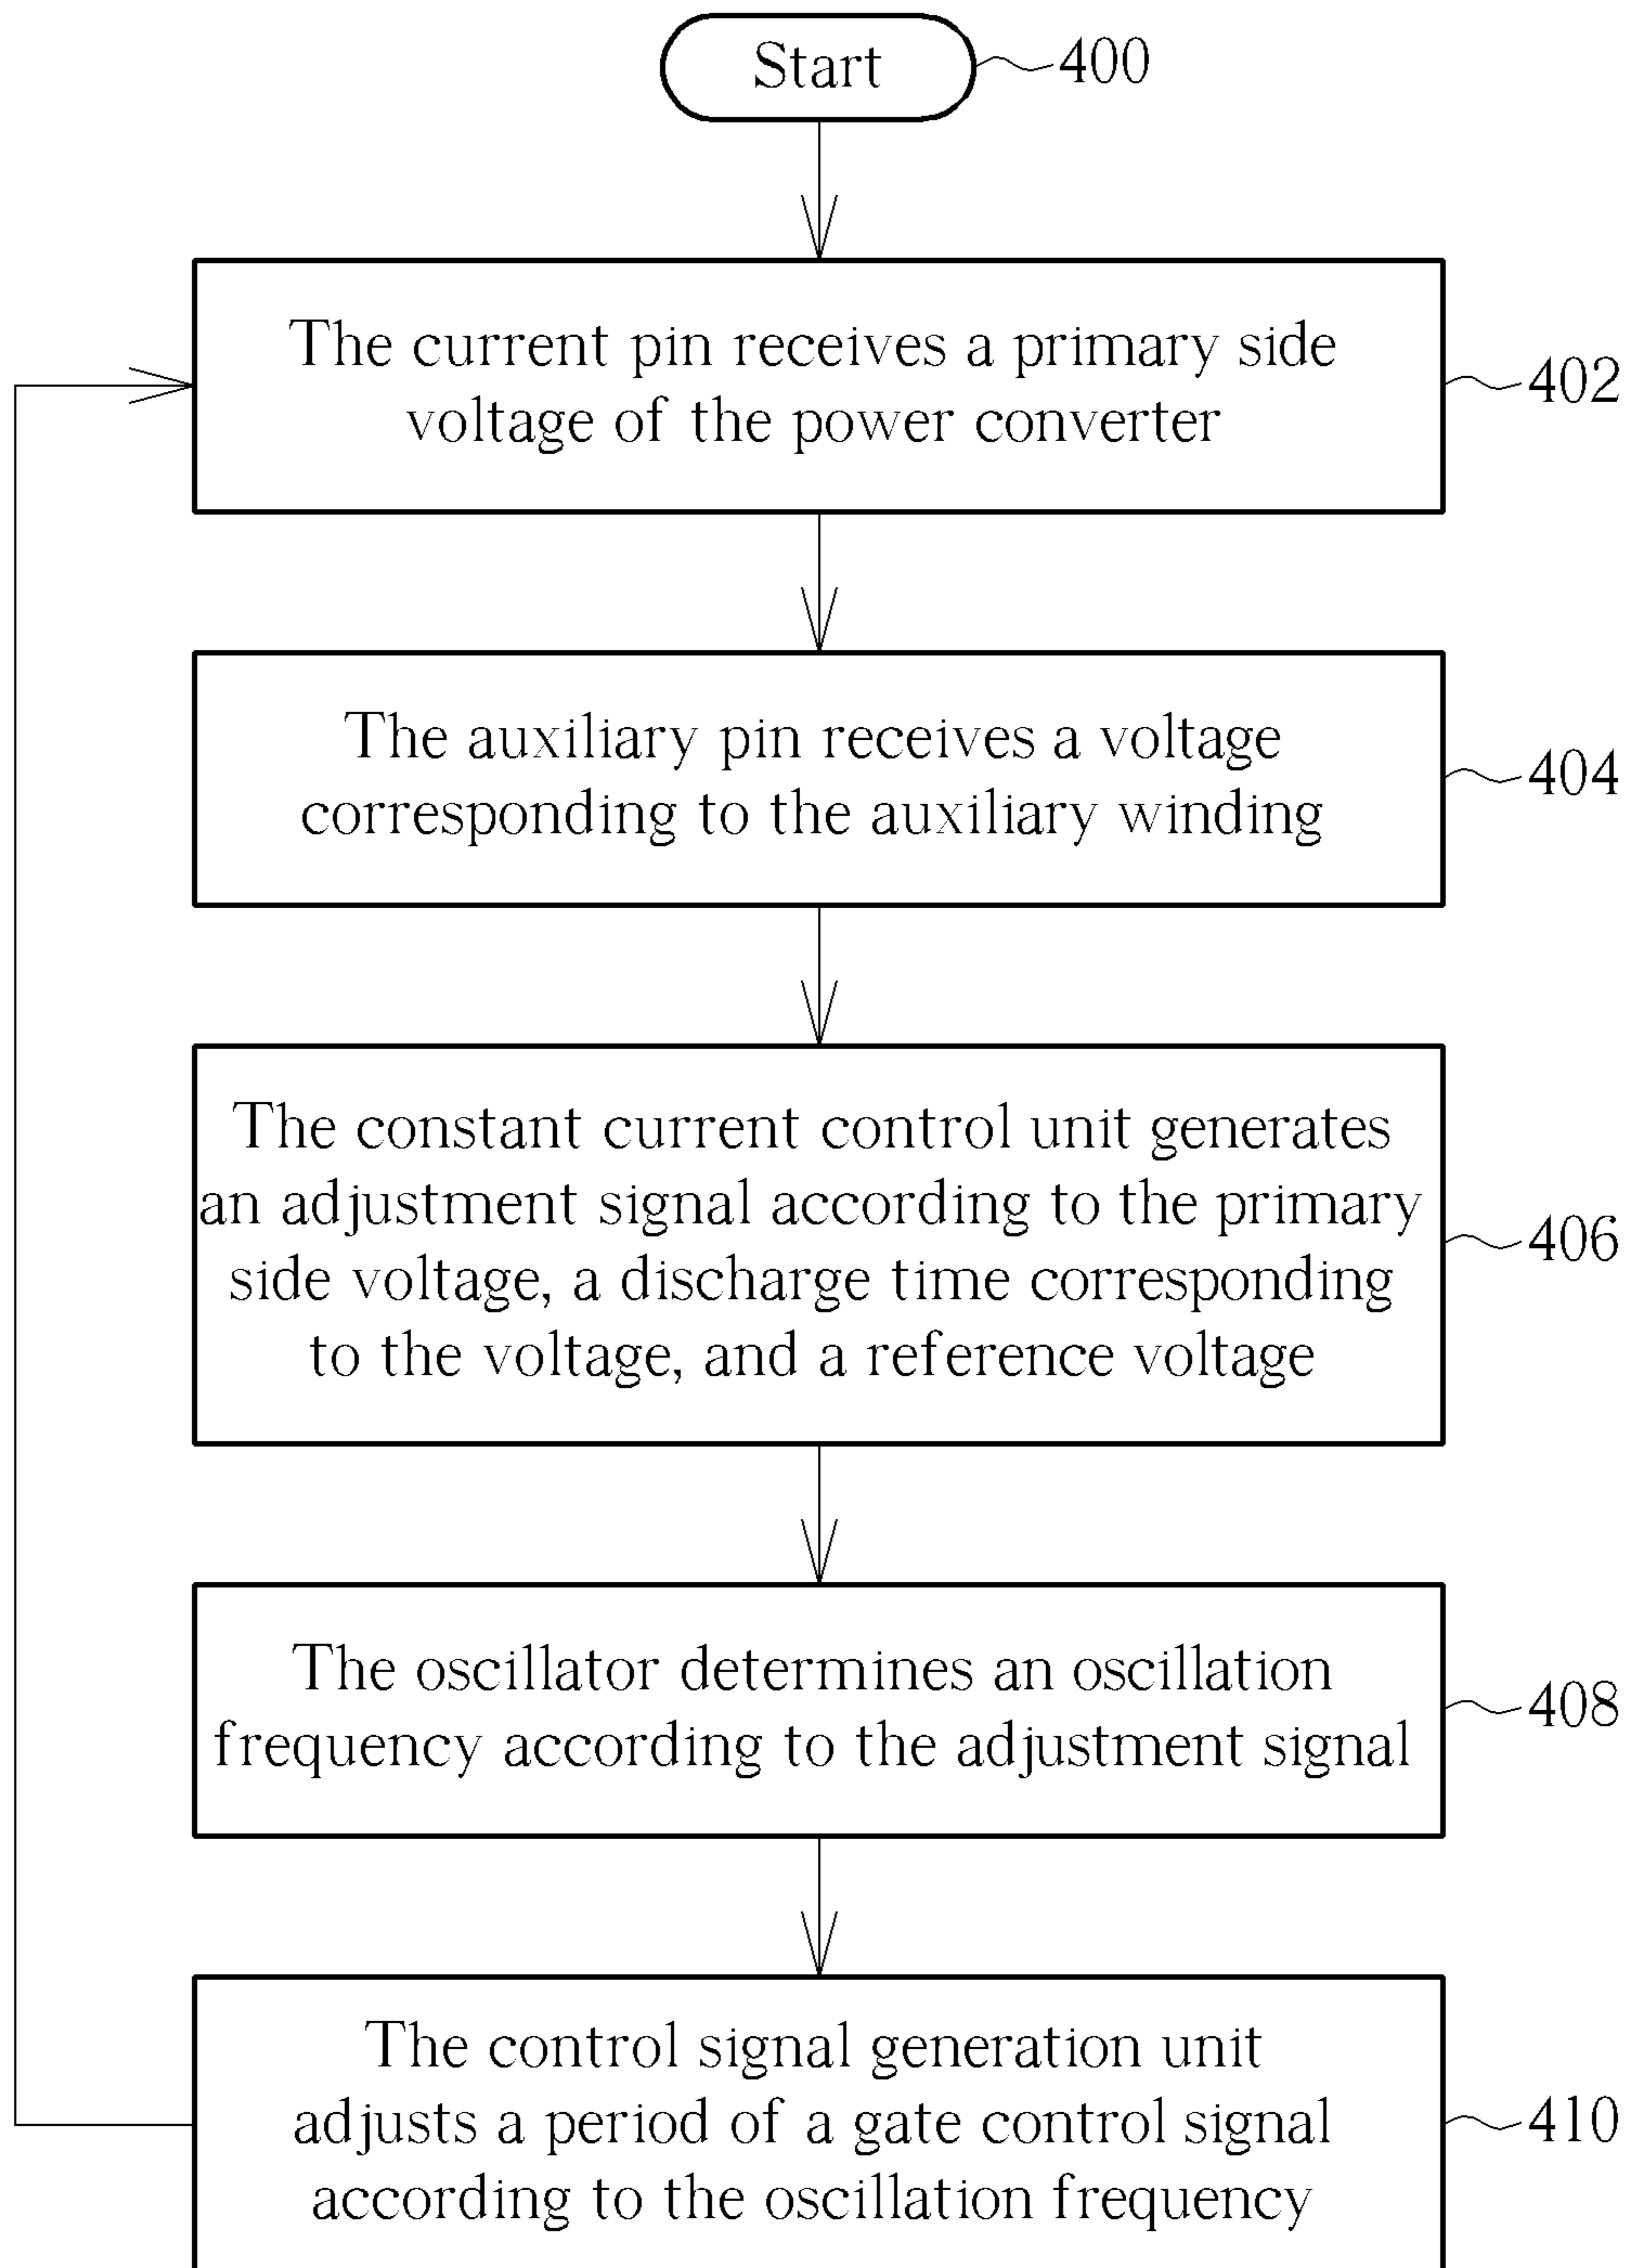 Start
400
The current pin receives a primary side
voltage of the power converter
402
The auxiliary pin receives a voltage
corresponding to the auxiliary winding
404
The constant current control unit generates
an adjustment signal according to the primary
side voltage, a discharge time corresponding
to the voltage, and a reference voltage
406
The oscillator determines an oscillation
frequency according to the adjustment signal
408
The control signal generation unit
adjusts a period of a gate control signal
according to the oscillation frequency
410